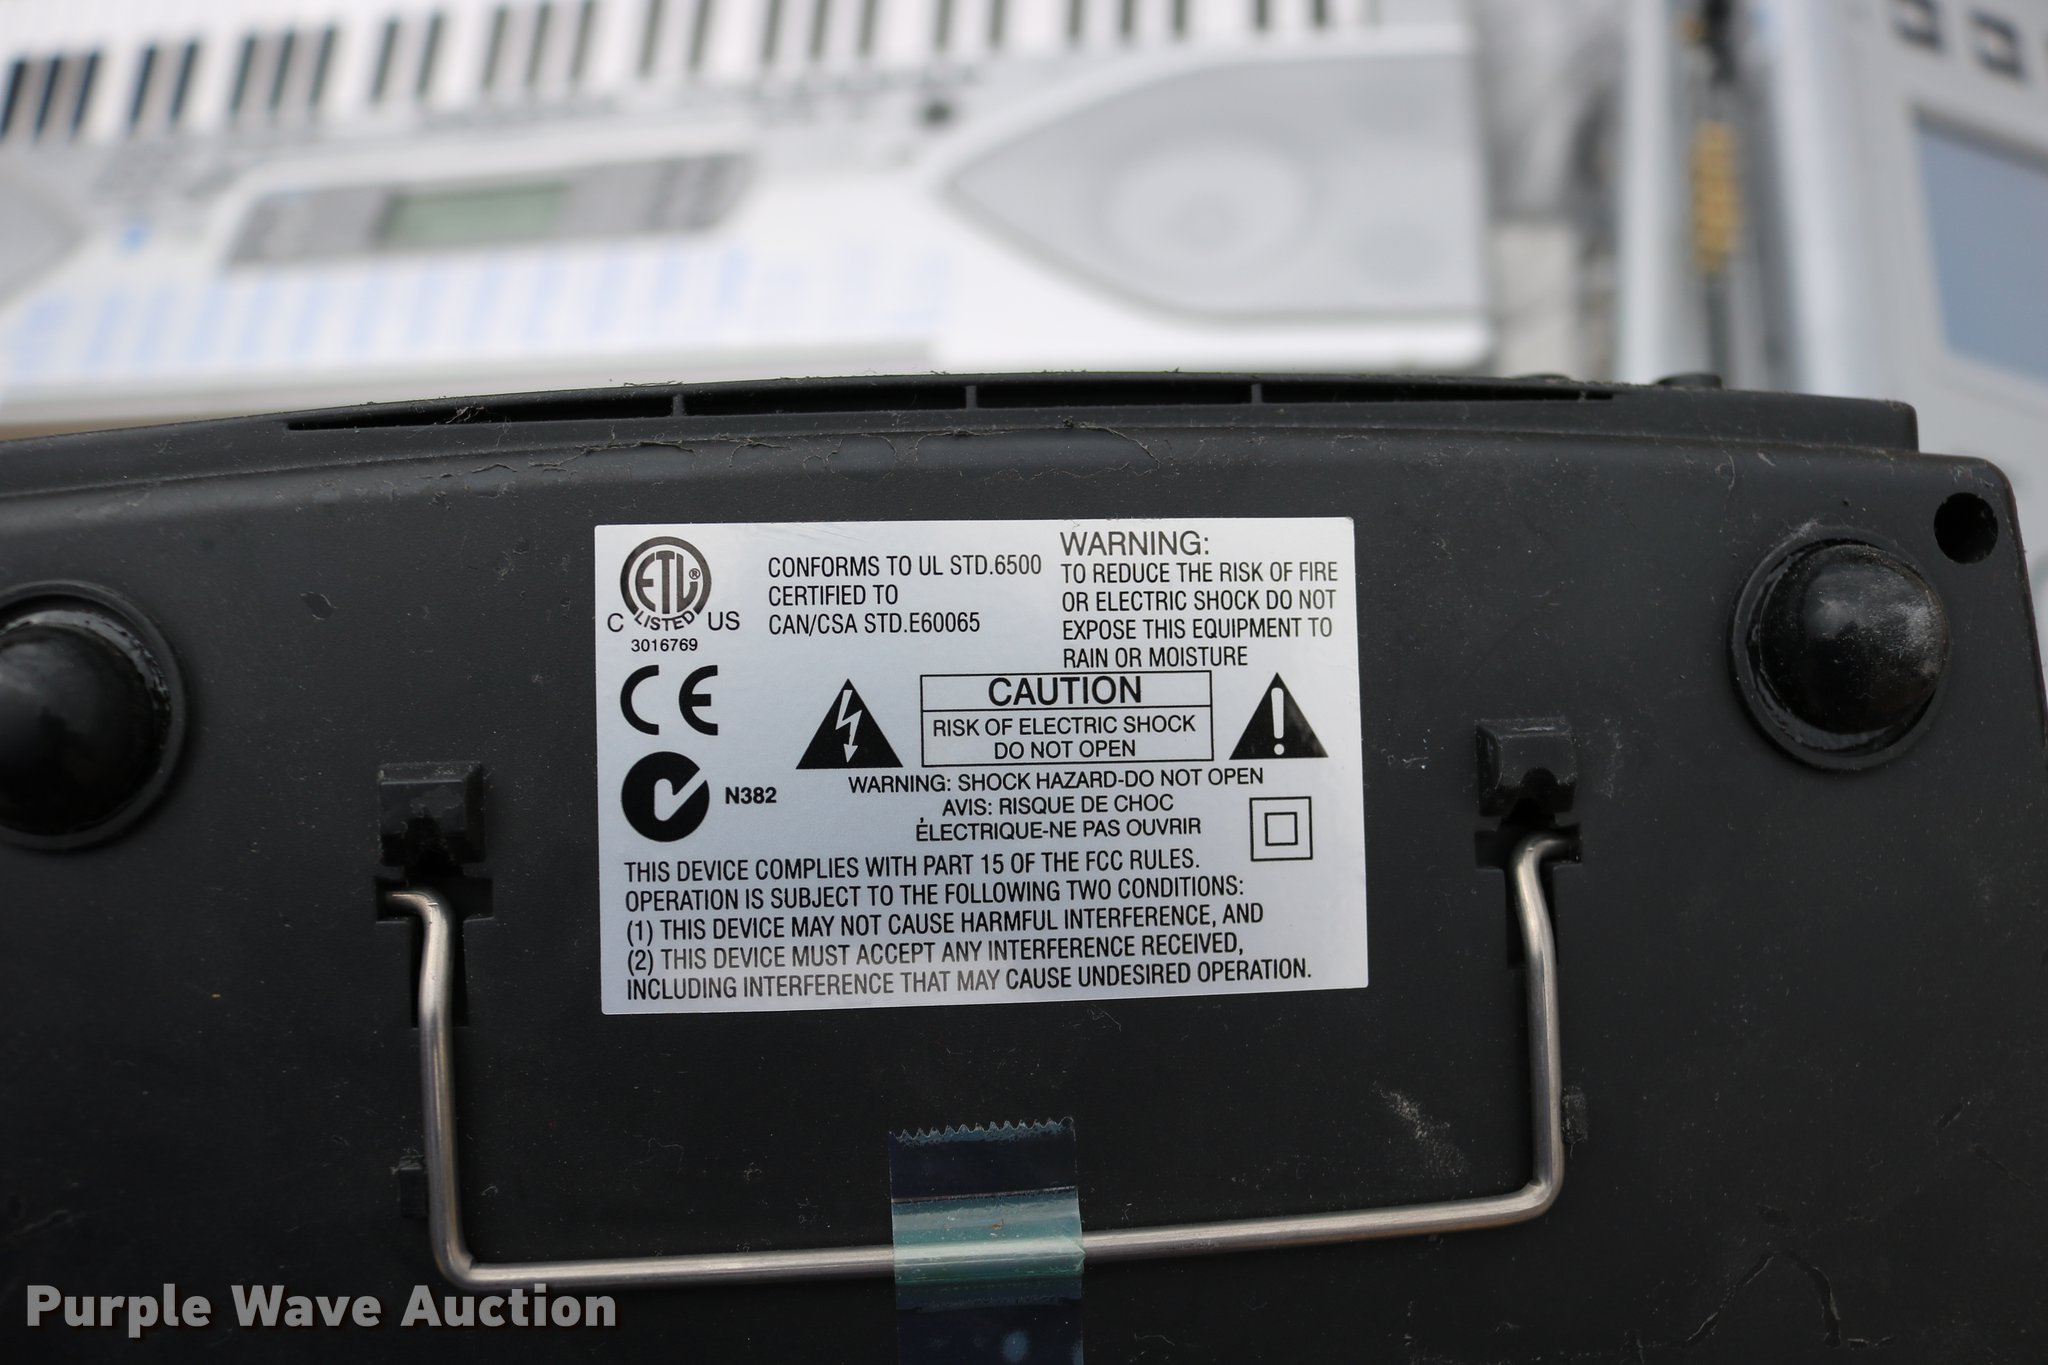 ETL®
LISTED
C US
3016769
CONFORMS TO UL STD.6500
CERTIFIED TO
CAN/CSA STD.E60065
WARNING:
TO REDUCE THE RISK OF FIRE
OR ELECTRIC SHOCK DO NOT
EXPOSE THIS EQUIPMENT TO
RAIN OR MOISTURE
CE
N382
CAUTION
RISK OF ELECTRIC SHOCK
DO NOT OPEN
WARNING: SHOCK HAZARD-DO NOT OPEN
AVIS: RISQUE DE CHOC
ÉLECTRIQUE-NE PAS OUVRIR
THIS DEVICE COMPLIES WITH PART 15 OF THE FCC RULES.
OPERATION IS SUBJECT TO THE FOLLOWING TWO CONDITIONS:
(1) THIS DEVICE MAY NOT CAUSE HARMFUL INTERFERENCE, AND
(2) THIS DEVICE MUST ACCEPT ANY INTERFERENCE RECEIVED,
INCLUDING INTERFERENCE THAT MAY CAUSE UNDESIRED OPERATION.
Purple Wave Auction